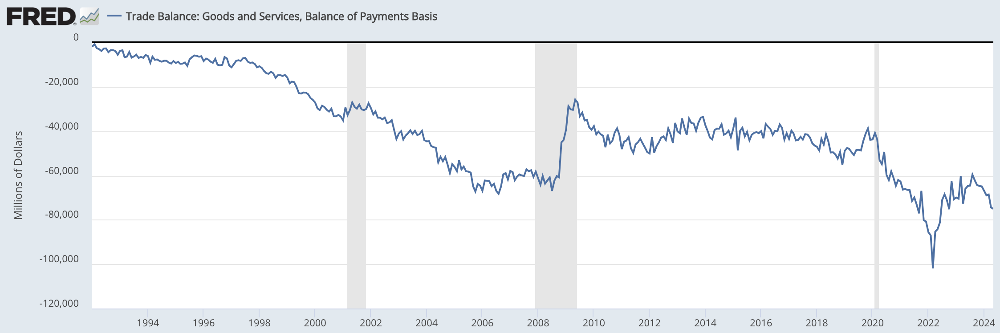 FRED
Trade Balance: Goods and Services, Balance of Payments Basis
Millions of Dollars
0
-20,000
-40,000
-60,000
-80,000
-100,000
-120,000
1994 1996 1998 2000 2002 2004 2006 2008 2010 2012 2014 2016 2018 2020 2022 2024